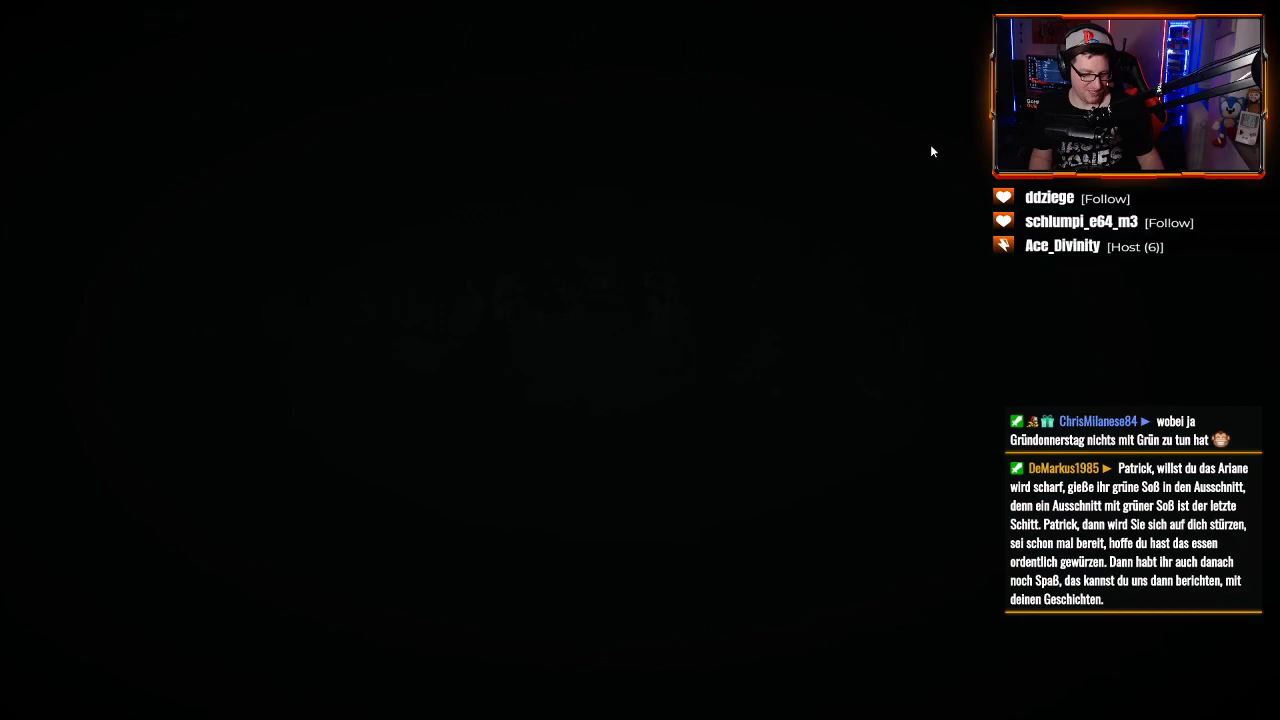 ddziege [Follow]
schlumpi_e64_m3 [Follow]
Ace_Divinity [Host (6)]
ChrisMilanese84 ► wobei ja
Gründonnerstag nichts mit Grün zu tun hat
DeMarkus1985 ► Patrick, willst du das Ariane
wird scharf, gieße ihr grüne Soß in den Ausschnitt,
denn ein Ausschnitt mit grüner Soß ist der letzte
Schitt. Patrick, dann wird Sie sich auf dich stürzen,
sei schon mal bereit, hoffe du hast das essen
ordentlich gewürzen. Dann habt ihr auch danach
noch Spaß, das kannst du uns dann berichten, mit
deinen Geschichten.